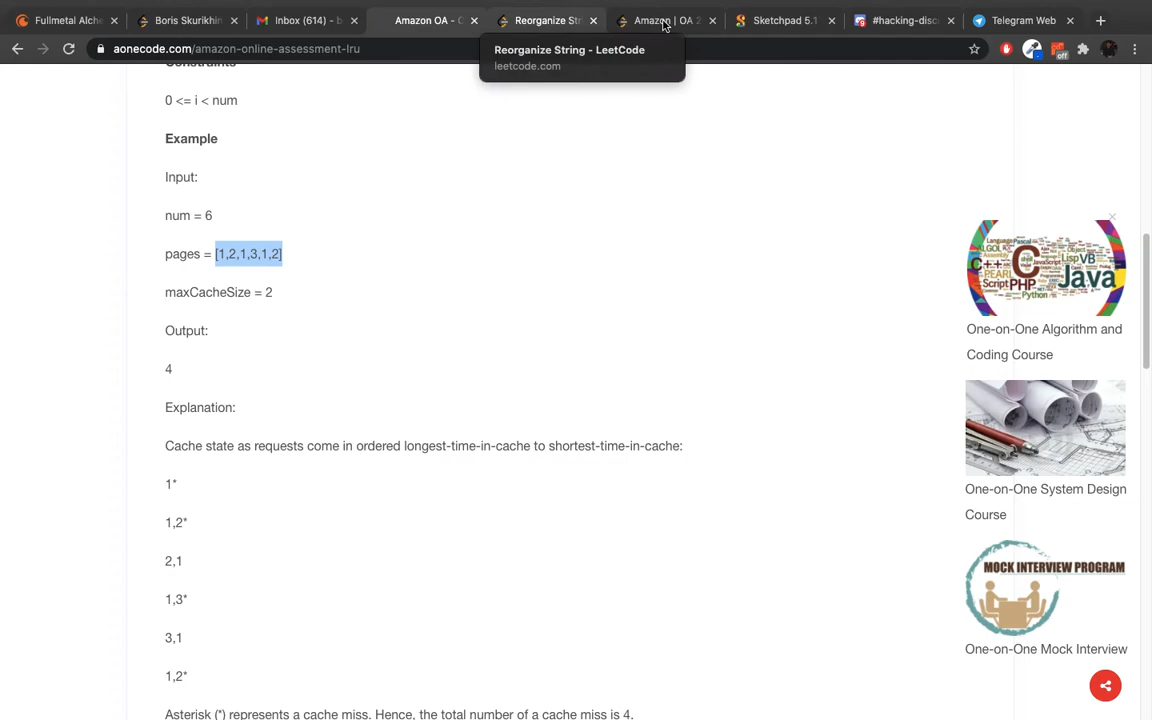 Fullmetal Alche
Boris Skurikhin
Inbox (614) - b
Amazon OA - C
Reorganize Str
Amazon | OA 2
Sketchpad 5.1
#hacking-disc
Telegram Web
aonecode.com/amazon-online-assessment-lru
off
Reorganize String - LeetCode
leetcode.com
Constraints
0 <= i < num
Example
Input:
num = 6
pages = [1,2,1,3,1,2]
maxCacheSize = 2
Output:
4
Explanation:
Cache state as requests come in ordered longest-time-in-cache to shortest-time-in-cache:
1*
1,2*
2,1
1,3*
3,1
1,2*
Asterisk (*) represents a cache miss. Hence, the total number of a cache miss is 4.
One-on-One Algorithm and
Coding Course
One-on-One System Design
Course
MOCK INTERVIEW PROGRAM
One-on-One Mock Interview